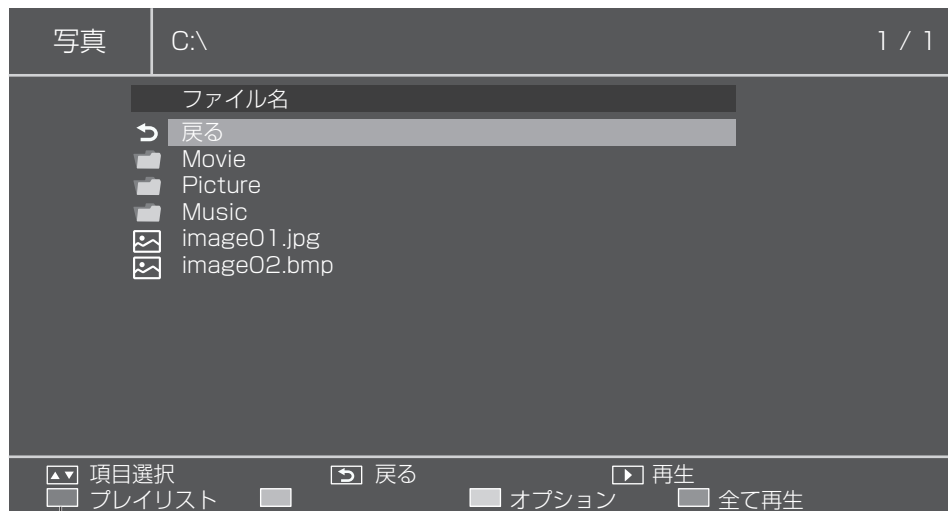 写真 C:\ 1 / 1
ファイル名
戻る
Movie
Picture
Music
image01.jpg
image02.bmp
項目選択 戻る 再生
プレイリスト オプション 全て再生